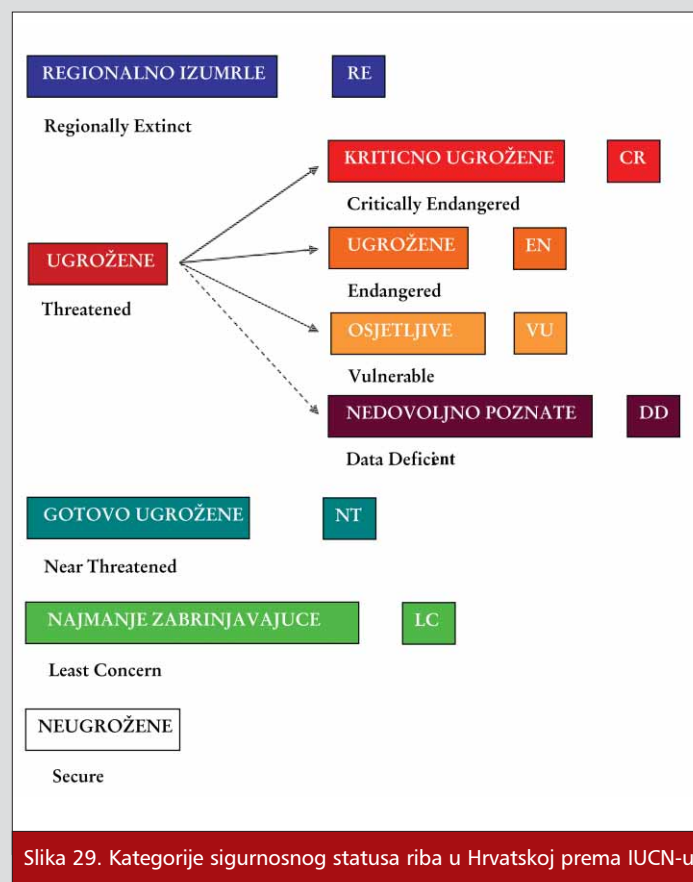 REGIONALNO IZUMRLE RE
Regionally Extinct
KRITICNO UGROŽENE CR
Critically Endangered
UGROŽENE
Threatened
UGROŽENE EN
Endangered
OSJETLJIVE VU
Vulnerable
NEDOVOLJNO POZNATE DD
Data Deficient
GOTOVO UGROŽENE NT
Near Threatened
NAJMANJE ZABRINJAVAJUCE LC
Least Concern
NEUGROŽENE
Secure
Slika 29. Kategorije sigurnosnog statusa riba u Hrvatskoj prema IUCN-u